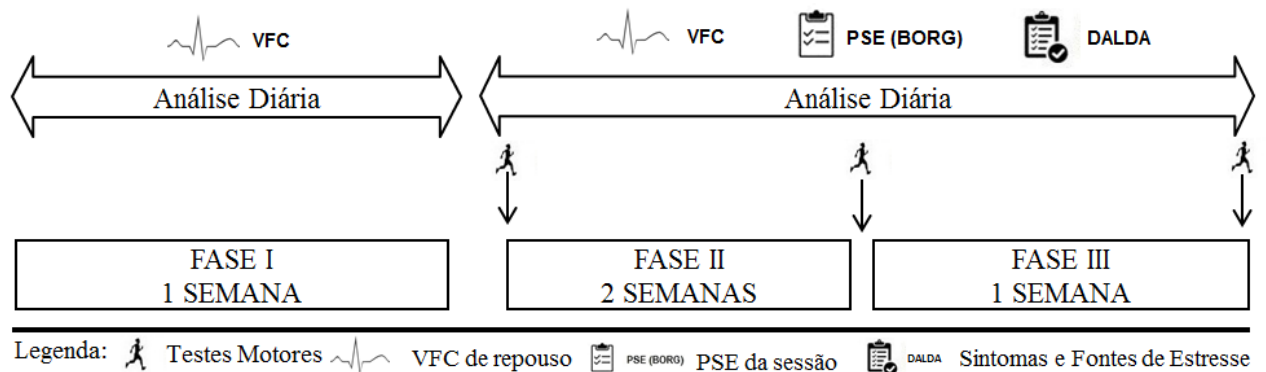 VFC
VFC PSE (BORG) DALDA
Análise Diária
Análise Diária
FASE I
1 SEMANA
FASE II
2 SEMANAS
FASE III
1 SEMANA
Legenda: Testes Motores VFC de repouso PSE (BORG) PSE da sessão DALDA Sintomas e Fontes de Estresse